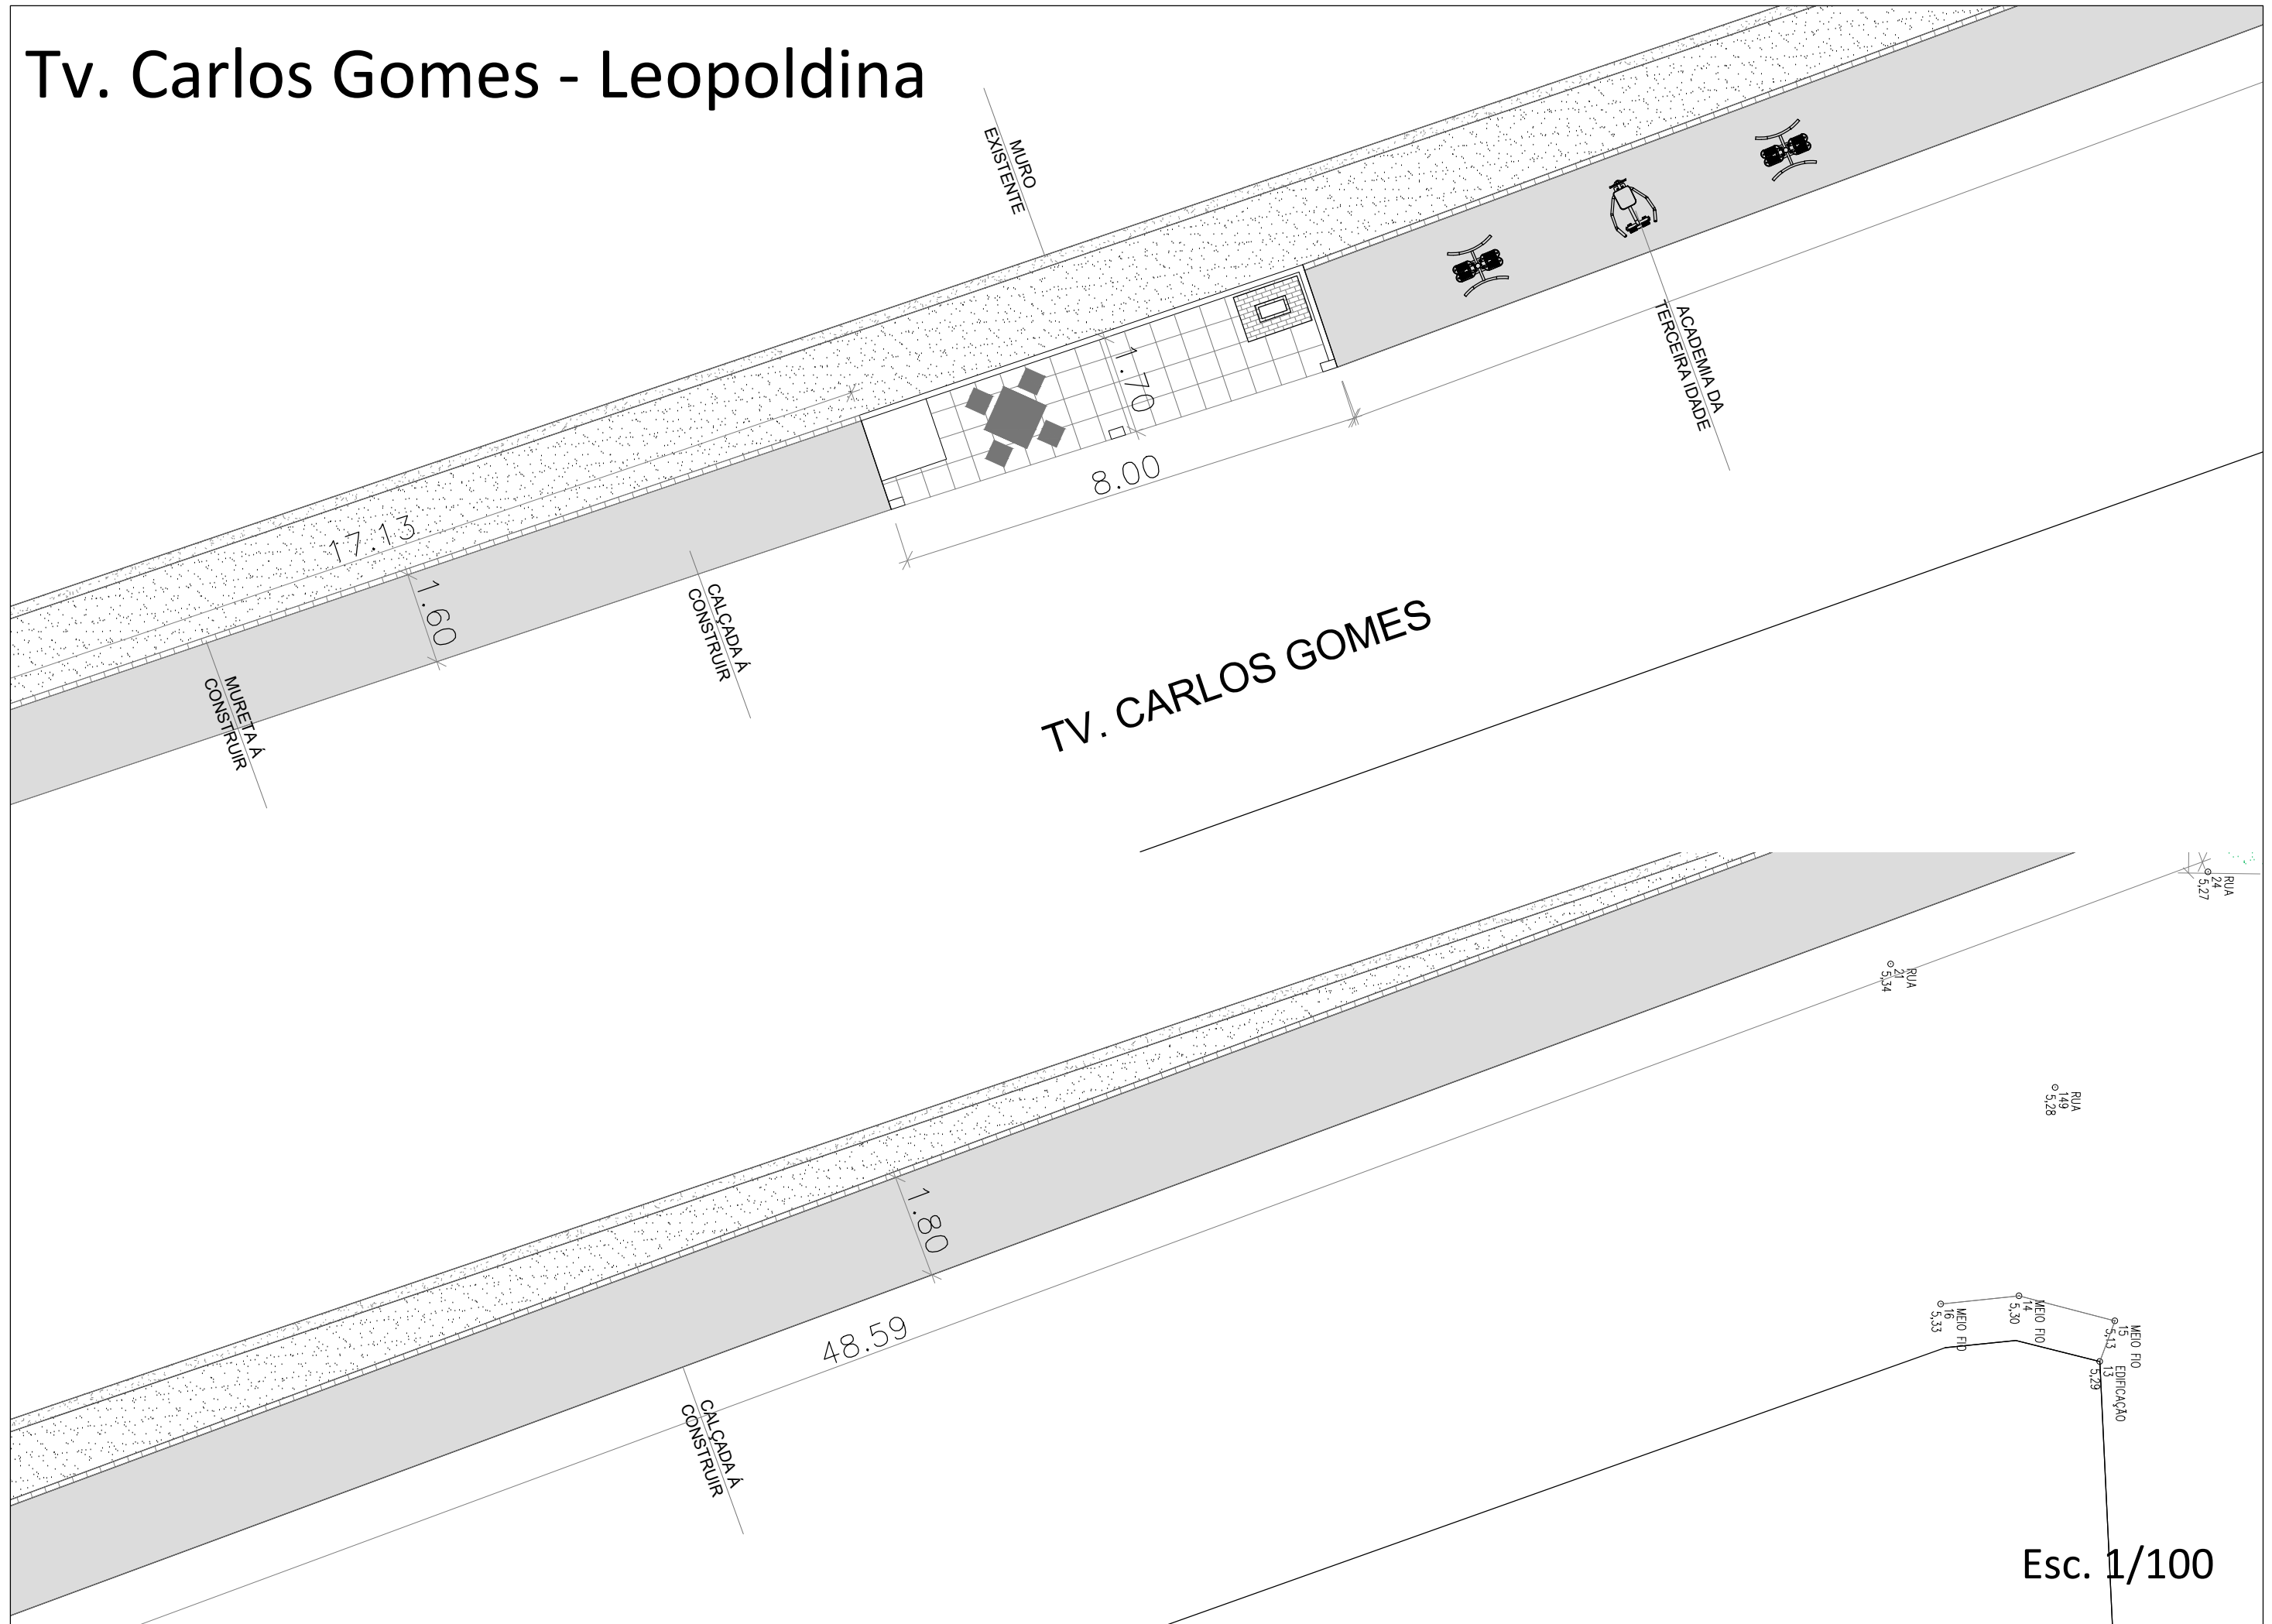 Tv. Carlos Gomes - Leopoldina
MURO
EXISTENTE
ACADEMIA DA
TERCEIRA IDADE
1.70
8.00
17.13
1.60
CALÇADA Á
CONSTRUIR
MURETA Á
CONSTRUIR
TV. CARLOS GOMES
RUA
24
5,27
RUA
21
5,34
RUA
149
5,28
1.80
48.59
CALÇADA Á
CONSTRUIR
MEIO FIO
16
5,33
MEIO FIO
14
5,30
MEIO FIO
15
5,13
EDIFICAÇÃO
13
5,29
Esc. 1/100